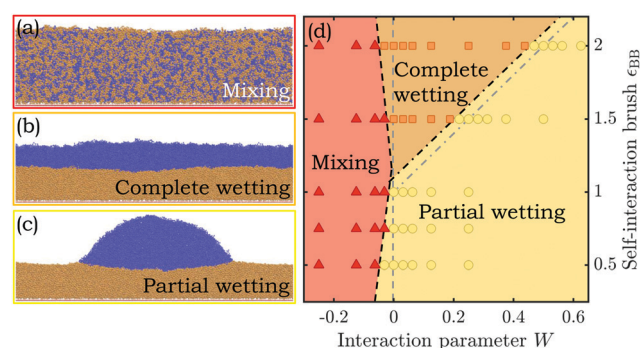 (a)
Mixing
(b)
Complete wetting
(c)
Partial wetting
(d)
Complete
wetting
Mixing
Partial wetting
2
1.5
1
0.5
-0.2 0 0.2 0.4 0.6
Interaction parameter W
Self-interaction brush ϵBB